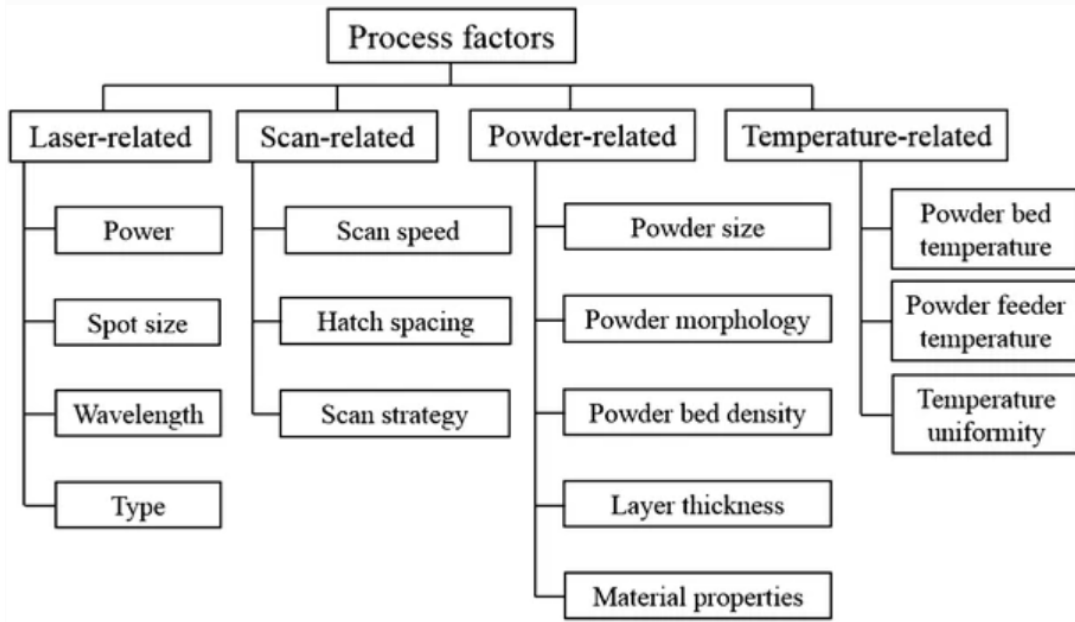 Process factors
Laser-related
Power
Spot size
Wavelength
Type
Scan-related
Scan speed
Hatch spacing
Scan strategy
Powder-related
Powder size
Powder morphology
Powder bed density
Layer thickness
Material properties
Temperature-related
Powder bed
temperature
Powder feeder
temperature
Temperature
uniformity